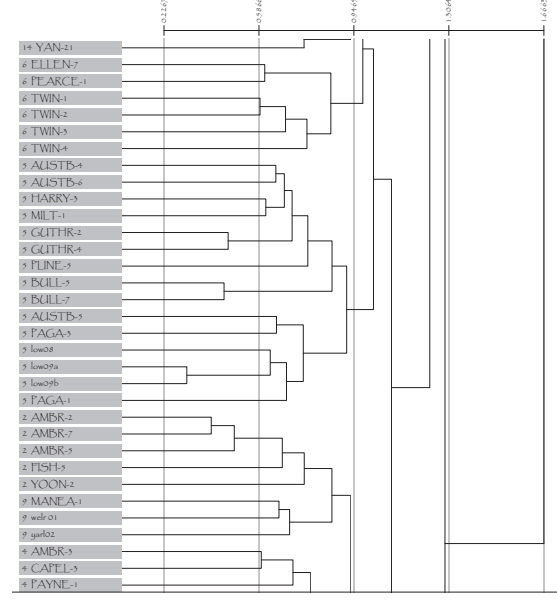 0.2267 0.5866 0.9465 1.3064 1.6663
14 YAN-21
6 ELLEN-7
6 PEARCE-1
6 TWIN-1
6 TWIN-2
6 TWIN-3
6 TWIN-4
5 AUSTB-4
5 AUSTB-6
5 HARRY-3
5 MILT-1
5 GUTHR-2
5 GUTHR-4
5 PLINE-5
5 BULL-5
5 BULL-7
5 AUSTB-5
5 PAGA-3
5 low08
5 low09a
5 low09b
5 PAGA-1
2 AMBR-2
2 AMBR-7
2 AMBR-5
2 FISH-5
2 YOON-2
9 MANEA-1
9 welr01
9 yarl02
4 AMBR-3
4 CAPEL-3
4 PAYNE-1